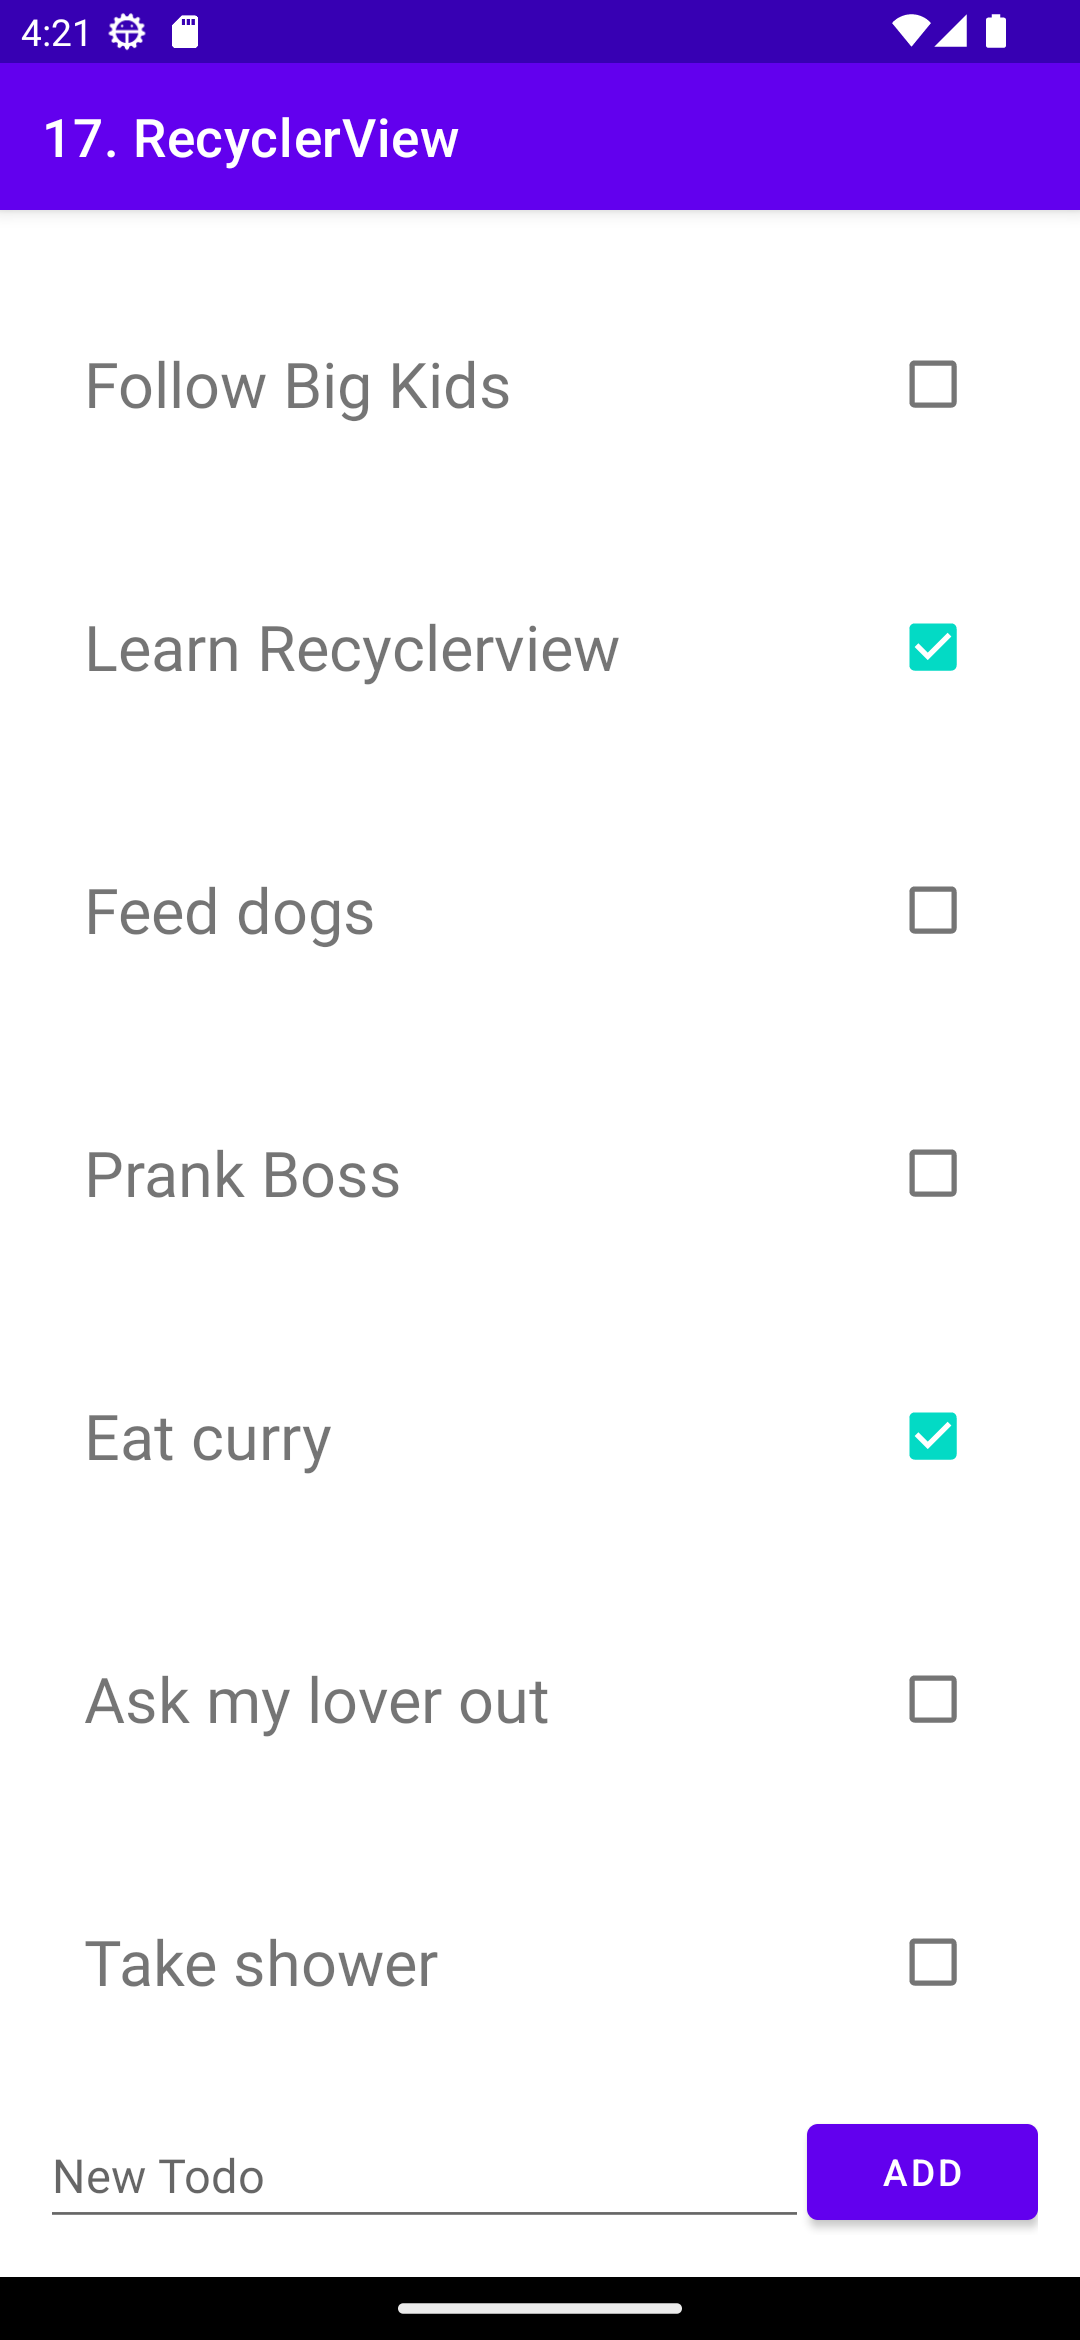 4:21
17. RecyclerView
Follow Big Kids
Learn Recyclerview
Feed dogs
Prank Boss
Eat curry
Ask my lover out
Take shower
New Todo
ADD